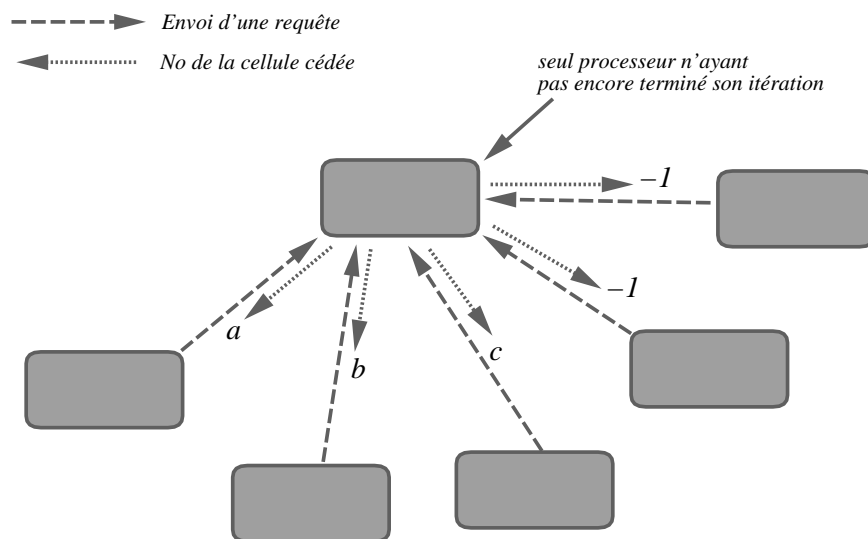 Envoi d'une requête
No de la cellule cédée
seul processeur n'ayant
pas encore terminé son itération
–1
–1
a
b
c